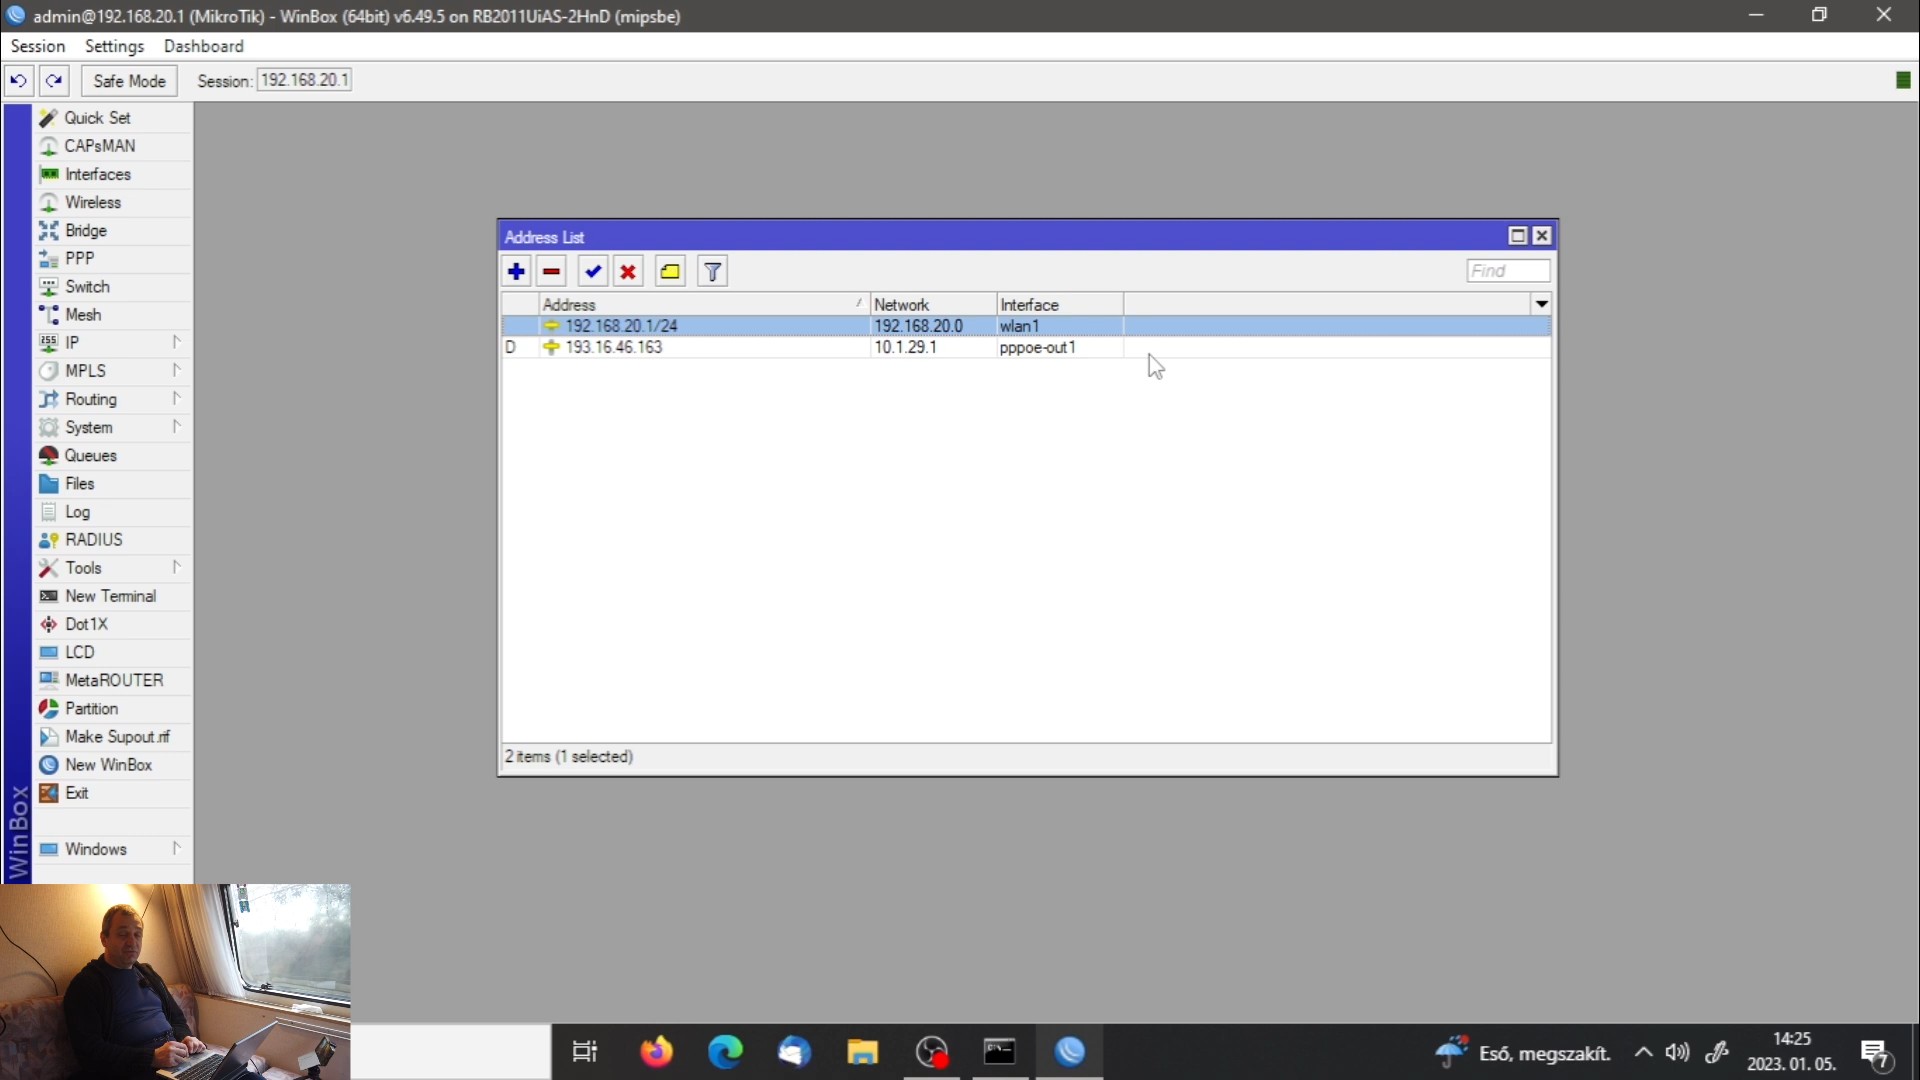 admin@192.168.20.1 (MikroTik) - WinBox (64bit) v6.49.5 on RB2011UiAS-2HnD (mipsbe)
Session Settings Dashboard
Safe Mode Session: 192.168.20.1
Quick Set
CAPsMAN
Interfaces
Wireless
Bridge
PPP
Switch
Mesh
IP
MPLS
Routing
System
Queues
Files
Log
RADIUS
Tools
New Terminal
Dot1X
LCD
MetaROUTER
Partition
Make Supout.rif
New WinBox
Exit
Windows
WinBox
Address List
Find
Address Network Interface
192.168.20.1/24 192.168.20.0 wlan1
D 193.16.46.163 10.1.29.1 pppoe-out1
2 items (1 selected)
Eső, megszakít.
14:25
2023. 01. 05.
7